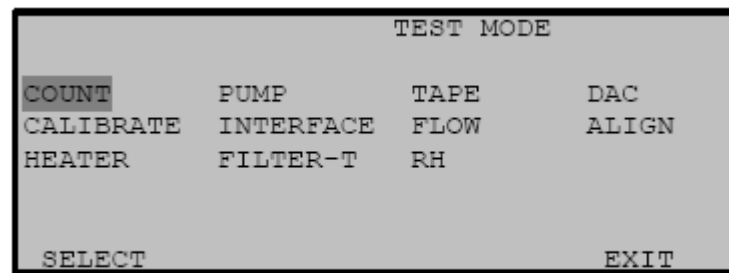 TEST MODE
COUNT PUMP TAPE DAC
CALIBRATE INTERFACE FLOW ALIGN
HEATER FILTER-T RH
SELECT EXIT